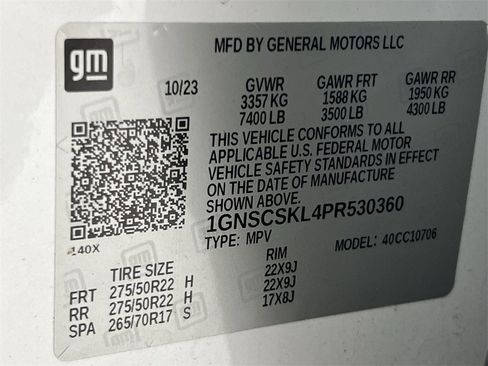 gm
MFD BY GENERAL MOTORS LLC
10/23 GVWR GAWR FRT GAWR RR
3357 KG 1588 KG 1950 KG
7400 LB 3500 LB 4300 LB
THIS VEHICLE CONFORMS TO ALL
APPLICABLE U.S. FEDERAL MOTOR
VEHICLE SAFETY STANDARDS IN EFFECT
ON THE DATE OF MANUFACTURE SHOWN ABOVE.
1GNSCSKL4PR530360
140X TYPE: MPV MODEL: 40CC10706
TIRE SIZE RIM
FRT 275/50R22 H 22X9J
RR 275/50R22 H 22X9J
SPA 265/70R17 S 17X8J